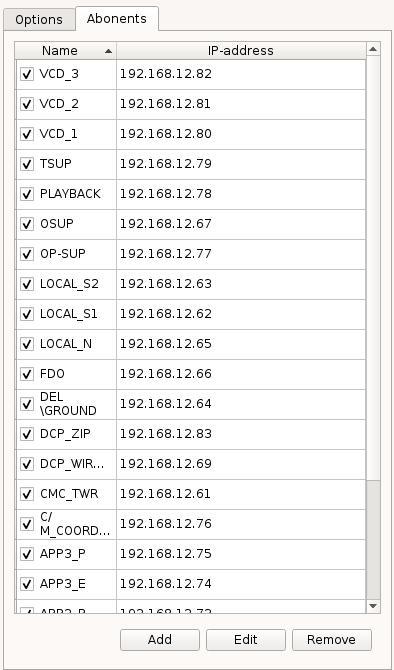 Options Abonents
Name IP-address
VCD_3 192.168.12.82
VCD_2 192.168.12.81
VCD_1 192.168.12.80
TSUP 192.168.12.79
PLAYBACK 192.168.12.78
OSUP 192.168.12.67
OP-SUP 192.168.12.77
LOCAL_S2 192.168.12.63
LOCAL_S1 192.168.12.62
LOCAL_N 192.168.12.65
FDO 192.168.12.66
DEL
\GROUND 192.168.12.64
DCP_ZIP 192.168.12.83
DCP_WIR... 192.168.12.69
CMC_TWR 192.168.12.61
C/
M_COORD... 192.168.12.76
APP3_P 192.168.12.75
APP3_E 192.168.12.74
Add Edit Remove